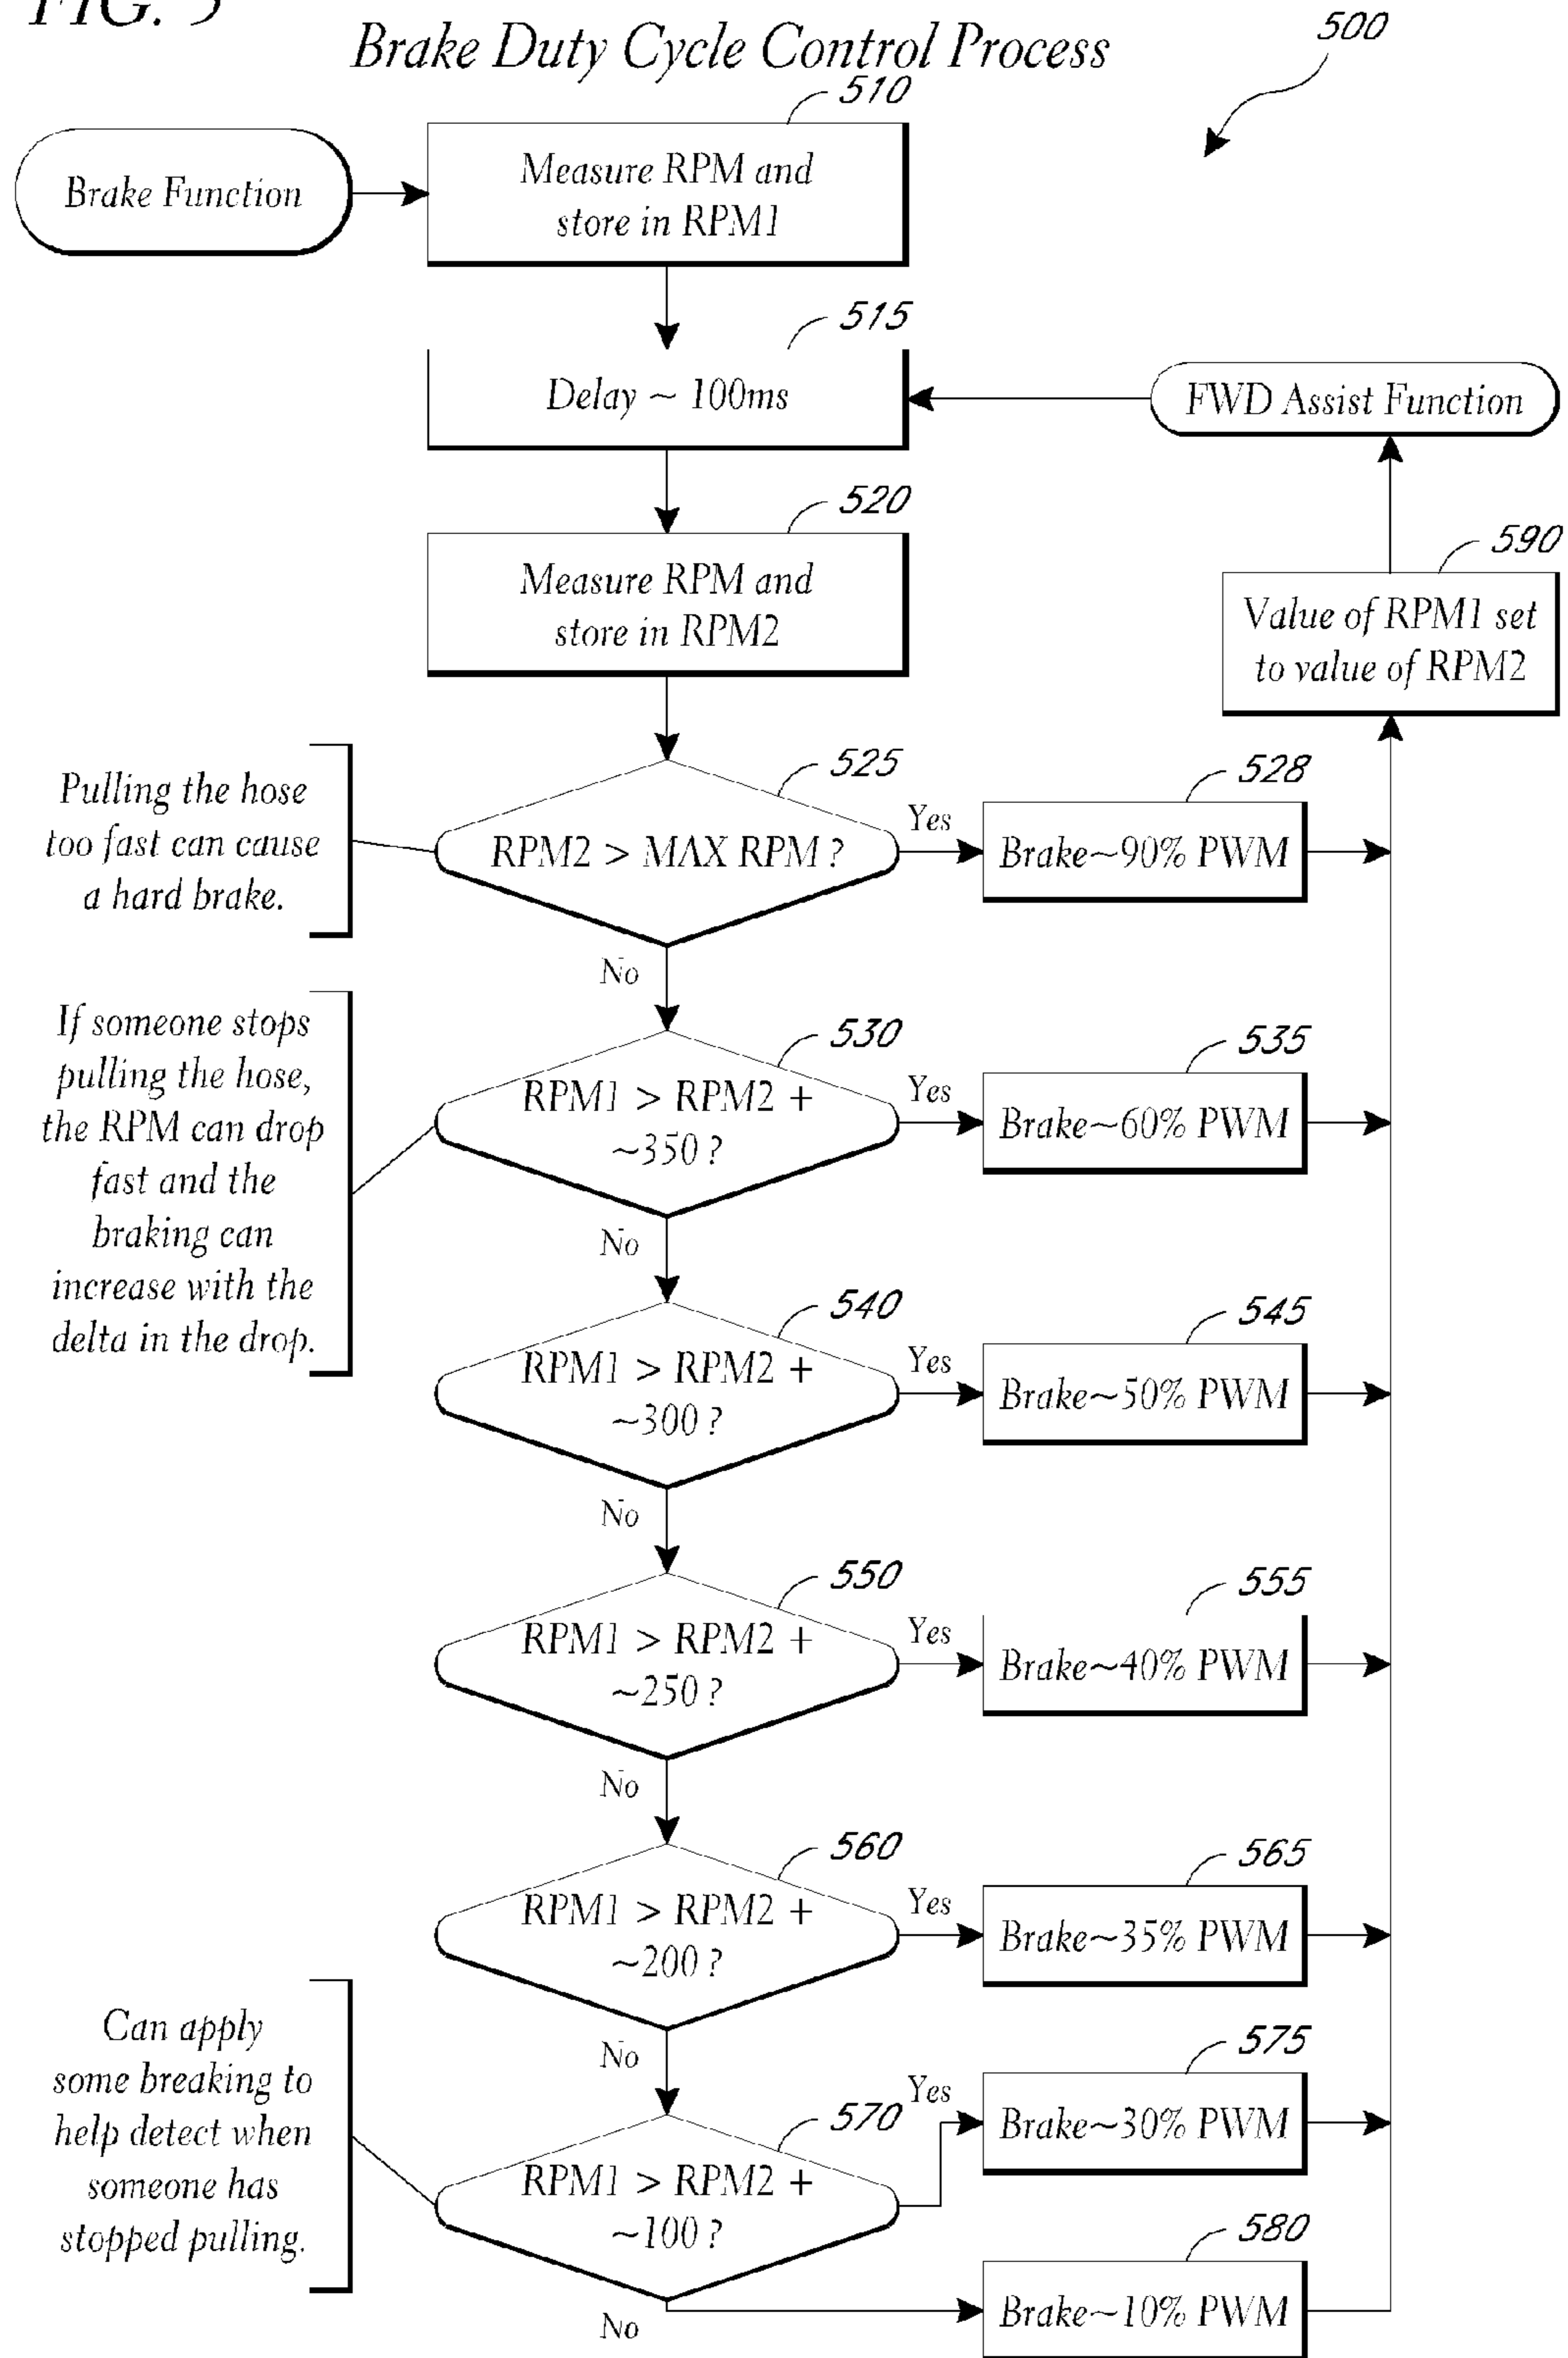 Brake Duty Cycle Control Process
500
510
Brake Function
Measure RPM and
store in RPM1
515
Delay ~ 100ms
FWD Assist Function
520
Measure RPM and
store in RPM2
590
Value of RPM1 set
to value of RPM2
Pulling the hose
too fast can cause
a hard brake.
525
RPM2 > MAX RPM ?
Yes
528
Brake~90% PWM
No
If someone stops
pulling the hose,
the RPM can drop
fast and the
braking can
increase with the
delta in the drop.
530
RPM1 > RPM2 +
~350 ?
Yes
535
Brake~60% PWM
No
540
RPM1 > RPM2 +
~300 ?
Yes
545
Brake~50% PWM
No
550
RPM1 > RPM2 +
~250 ?
Yes
555
Brake~40% PWM
No
560
RPM1 > RPM2 +
~200 ?
Yes
565
Brake~35% PWM
No
Can apply
some breaking to
help detect when
someone has
stopped pulling.
570
RPM1 > RPM2 +
~100 ?
Yes
575
Brake~30% PWM
No
580
Brake~10% PWM